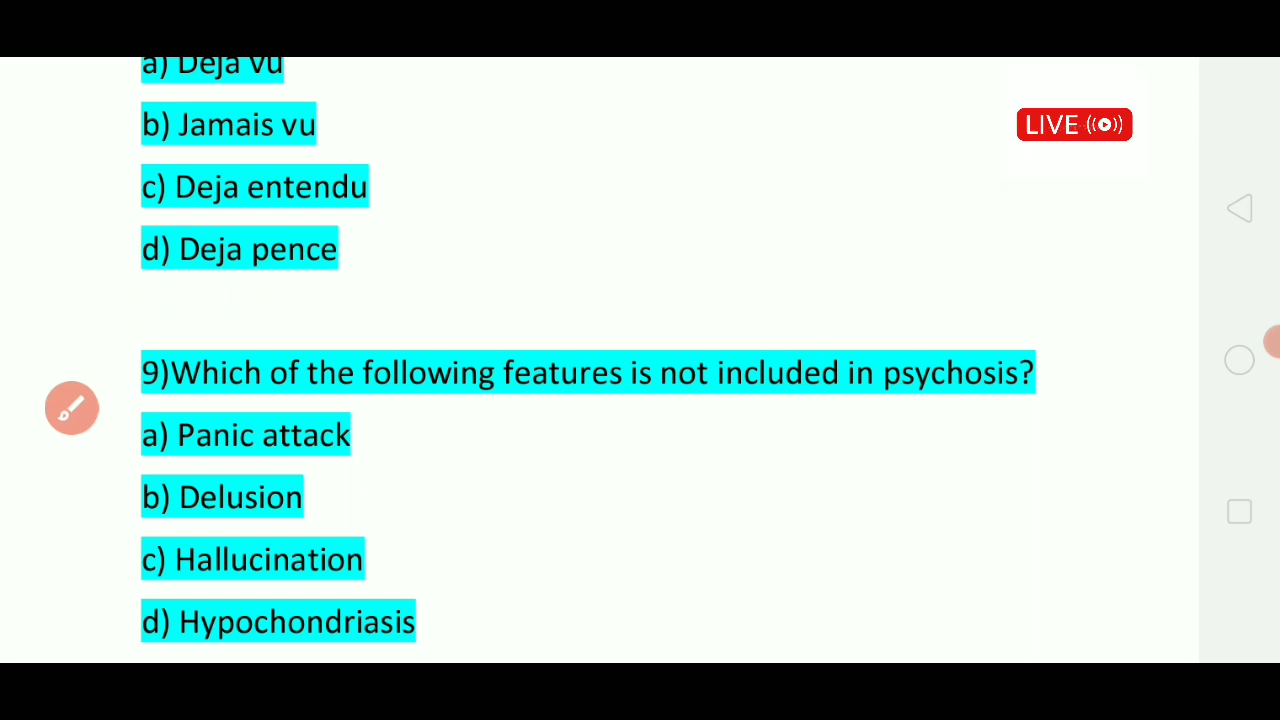 a) Deja vu
b) Jamais vu
LIVE
c) Deja entendu
d) Deja pence
9)Which of the following features is not included in psychosis?
a) Panic attack
b) Delusion
c) Hallucination
d) Hypochondriasis